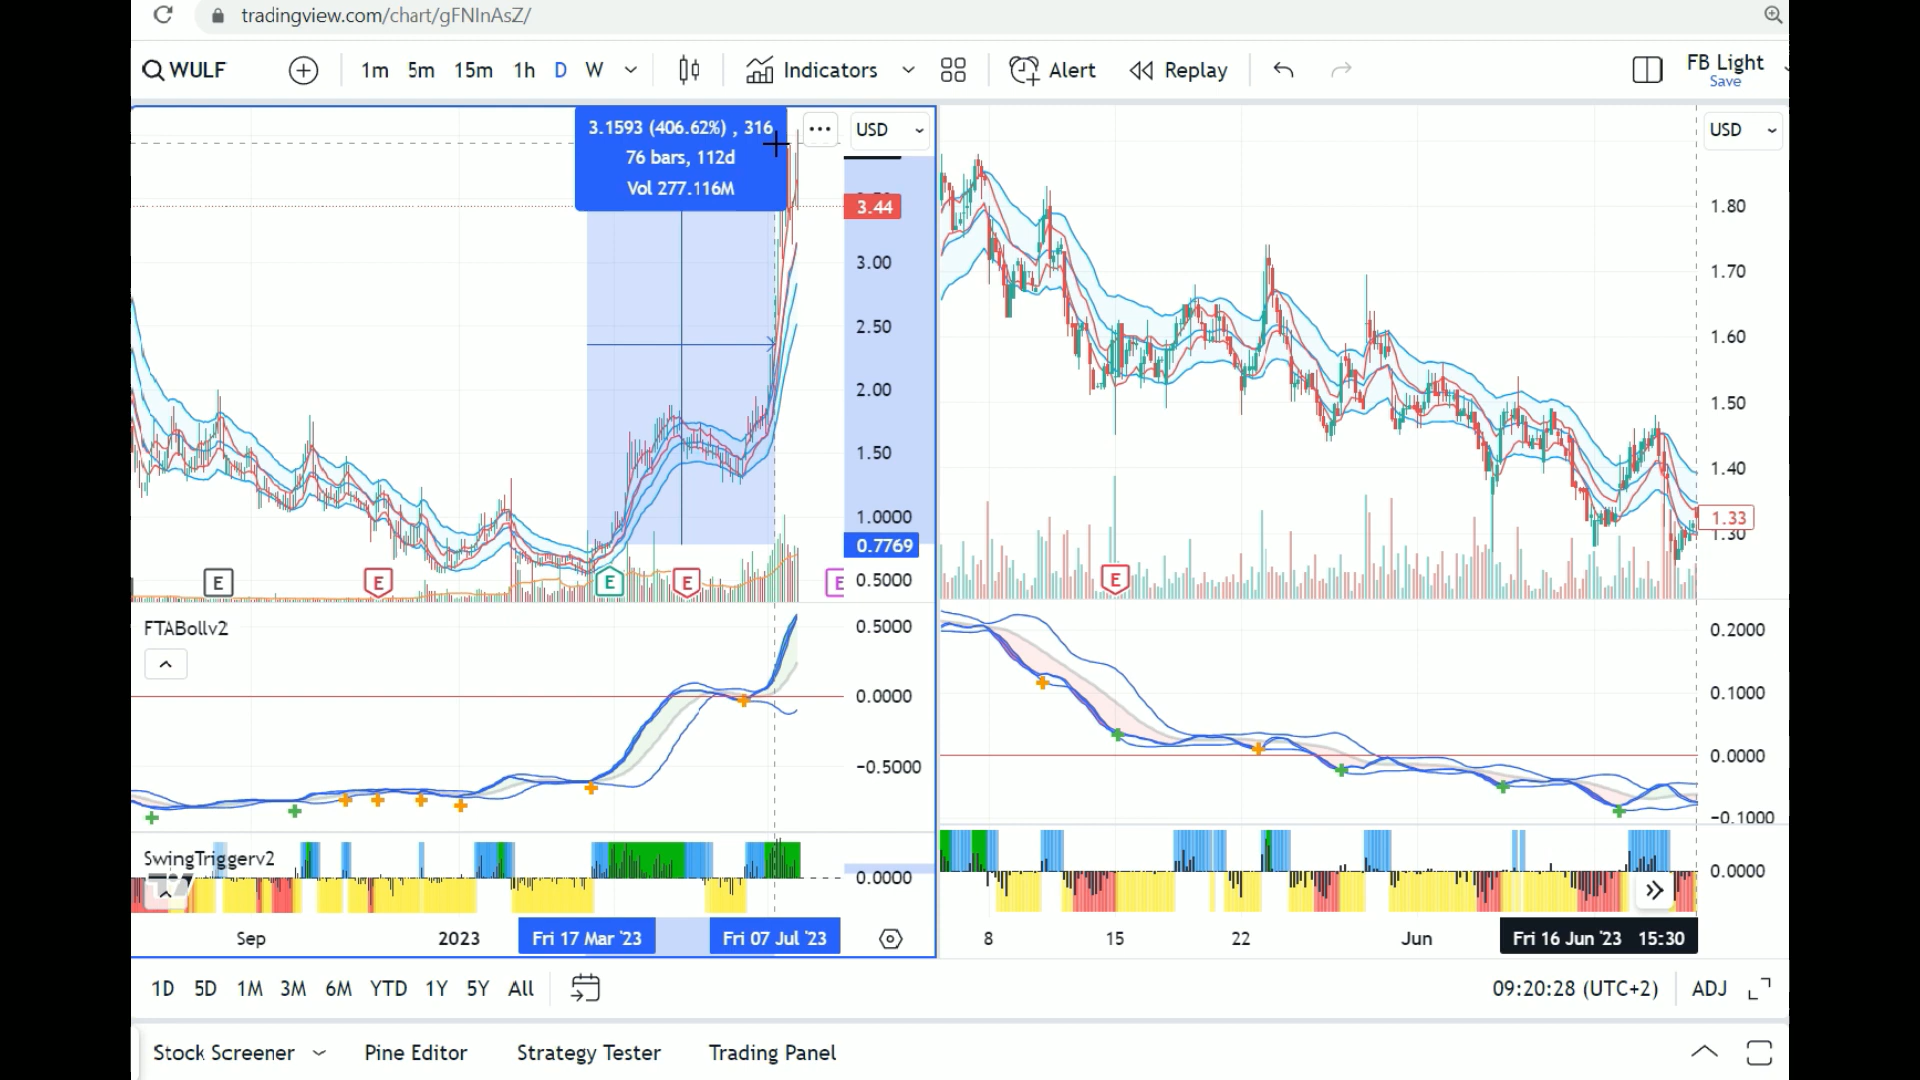 tradingview.com/chart/gFNInAsZ/
WULF 1m 5m 15m 1h D W Indicators Alert Replay FB Light
Save
3.1593 (406.62%) , 316
76 bars, 112d
Vol 277.116M
USD
3.44
3.00
2.50
2.00
1.50
1.0000
0.7769
0.5000
E E E E E
FTABollv2
0.5000
0.0000
−0.5000
SwingTriggerv2
0.0000
Sep 2023 Fri 17 Mar '23 Fri 07 Jul '23
USD
1.80
1.70
1.60
1.50
1.40
1.33
1.30
E
0.2000
0.1000
0.0000
−0.1000
0.0000
8 15 22 Jun Fri 16 Jun '23 15:30
1D 5D 1M 3M 6M YTD 1Y 5Y All 09:20:28 (UTC+2) ADJ
Stock Screener Pine Editor Strategy Tester Trading Panel